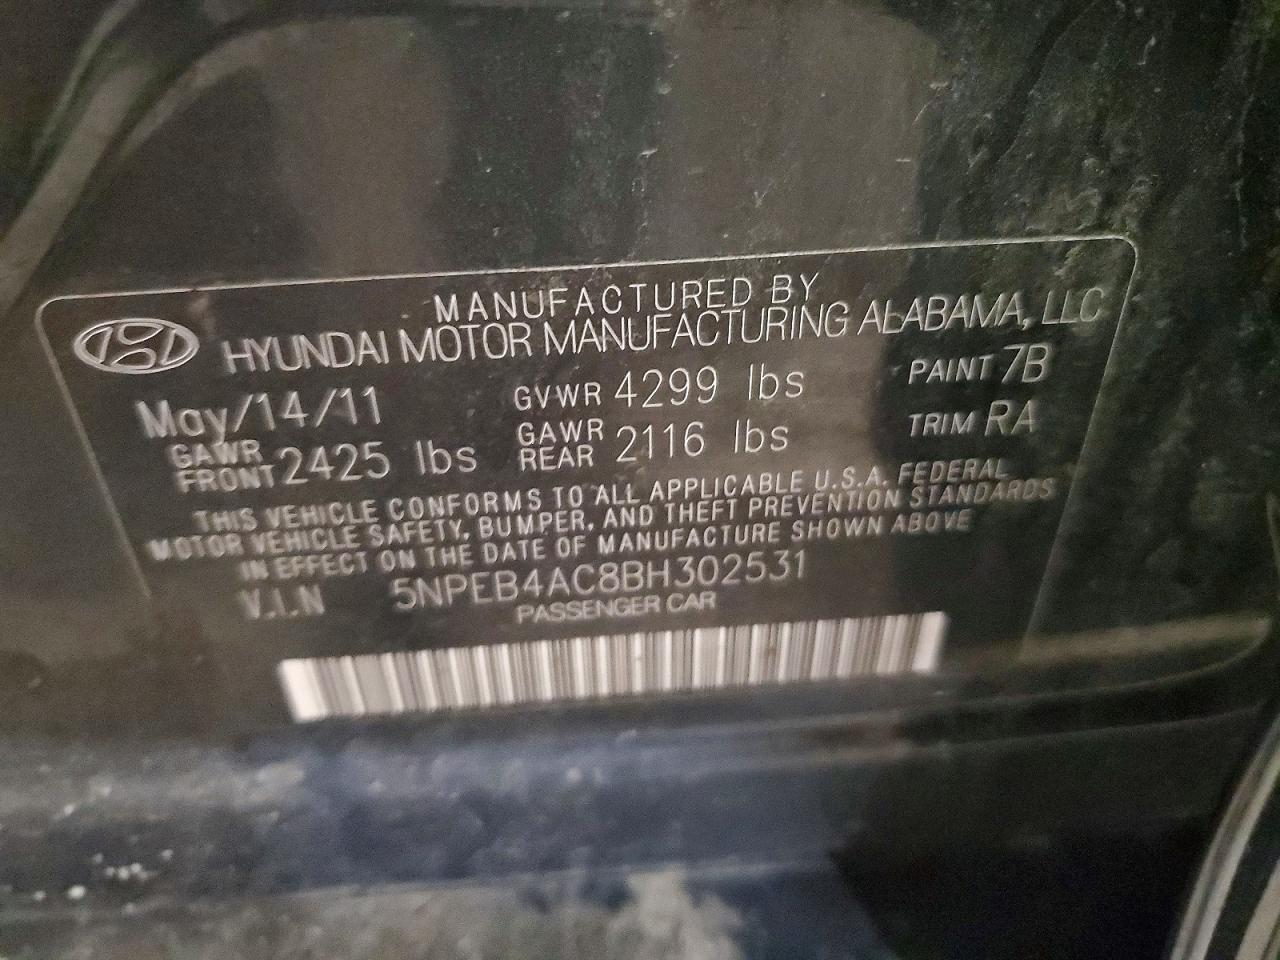 MANUFACTURED BY
HYUNDAI MOTOR MANUFACTURING ALABAMA, LLC
May/14/11 GVWR 4299 lbs PAINT 7B
GAWR FRONT 2425 lbs GAWR REAR 2116 lbs TRIM RA
THIS VEHICLE CONFORMS TO ALL APPLICABLE U.S.A. FEDERAL
MOTOR VEHICLE SAFETY, BUMPER, AND THEFT PREVENTION STANDARDS
IN EFFECT ON THE DATE OF MANUFACTURE SHOWN ABOVE
V.I.N 5NPEB4AC8BH302531
PASSENGER CAR